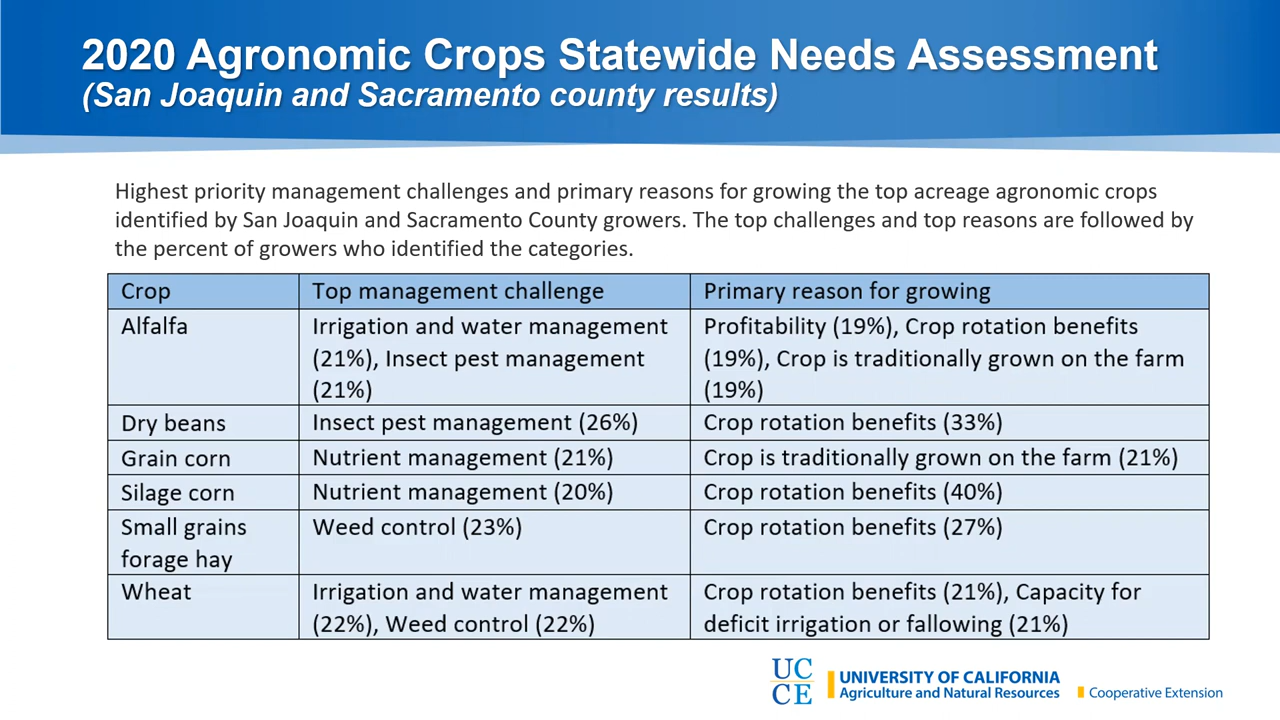 2020 Agronomic Crops Statewide Needs Assessment
(San Joaquin and Sacramento county results)
Highest priority management challenges and primary reasons for growing the top acreage agronomic crops
identified by San Joaquin and Sacramento County growers. The top challenges and top reasons are followed by
the percent of growers who identified the categories.
Crop Top management challenge Primary reason for growing
Alfalfa Irrigation and water management Profitability (19%), Crop rotation benefits
(21%), Insect pest management (19%), Crop is traditionally grown on the farm
(21%) (19%)
Dry beans Insect pest management (26%) Crop rotation benefits (33%)
Grain corn Nutrient management (21%) Crop is traditionally grown on the farm (21%)
Silage corn Nutrient management (20%) Crop rotation benefits (40%)
Small grains Weed control (23%) Crop rotation benefits (27%)
forage hay
Wheat Irrigation and water management Crop rotation benefits (21%), Capacity for
(22%), Weed control (22%) deficit irrigation or fallowing (21%)
UC
CE
UNIVERSITY OF CALIFORNIA
Agriculture and Natural Resources Cooperative Extension